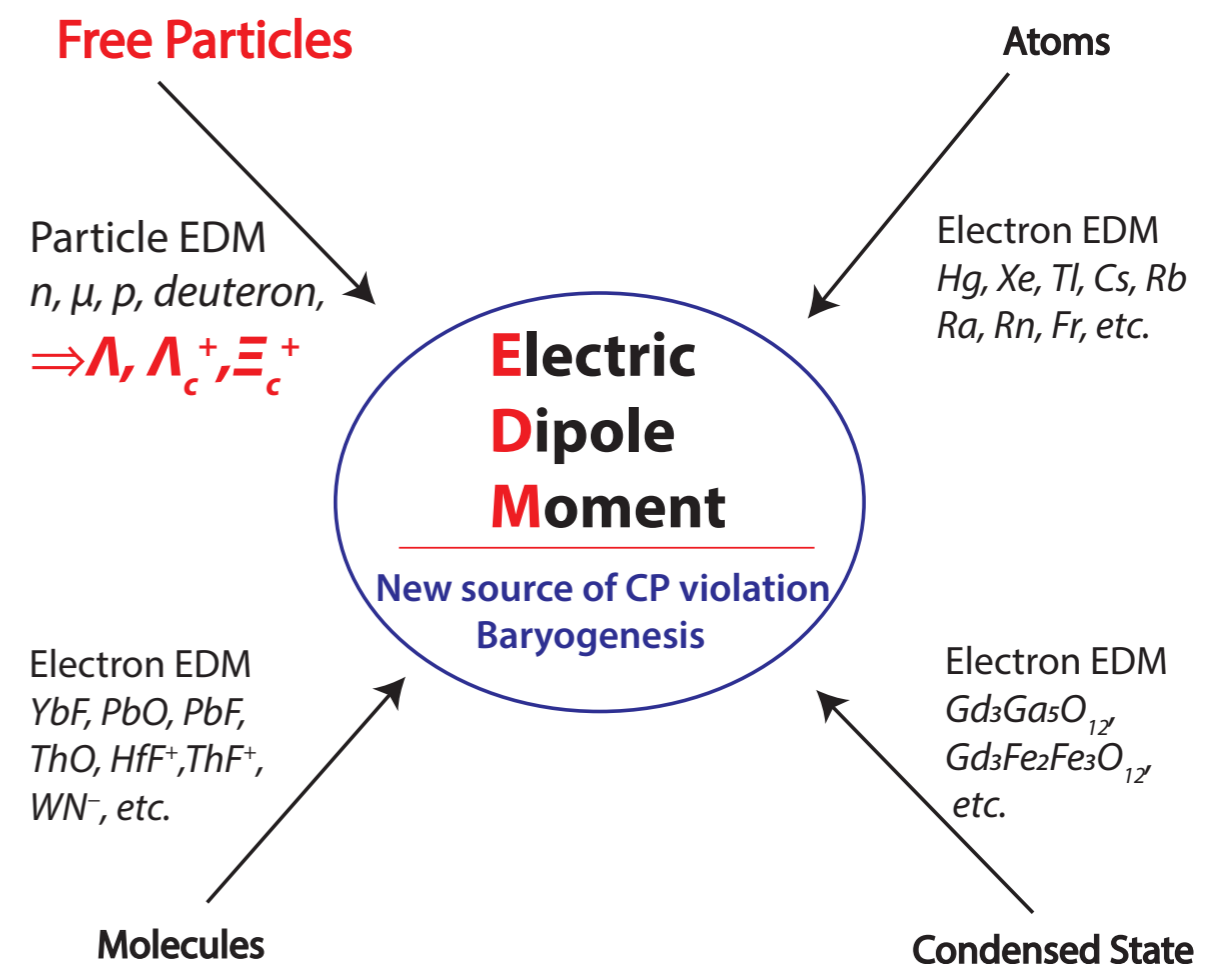 Free Particles
Atoms
Particle EDM
n, μ, p, deuteron,
⇒Λ, Λc+,Ξc+
Electron EDM
Hg, Xe, Tl, Cs, Rb
Ra, Rn, Fr, etc.
Electric
Dipole
Moment
New source of CP violation
Baryogenesis
Electron EDM
YbF, PbO, PbF,
ThO, HfF⁺,ThF⁺,
WN⁻, etc.
Electron EDM
Gd₃Ga₅O₁₂,
Gd₃Fe₂Fe₃O₁₂,
etc.
Molecules
Condensed State